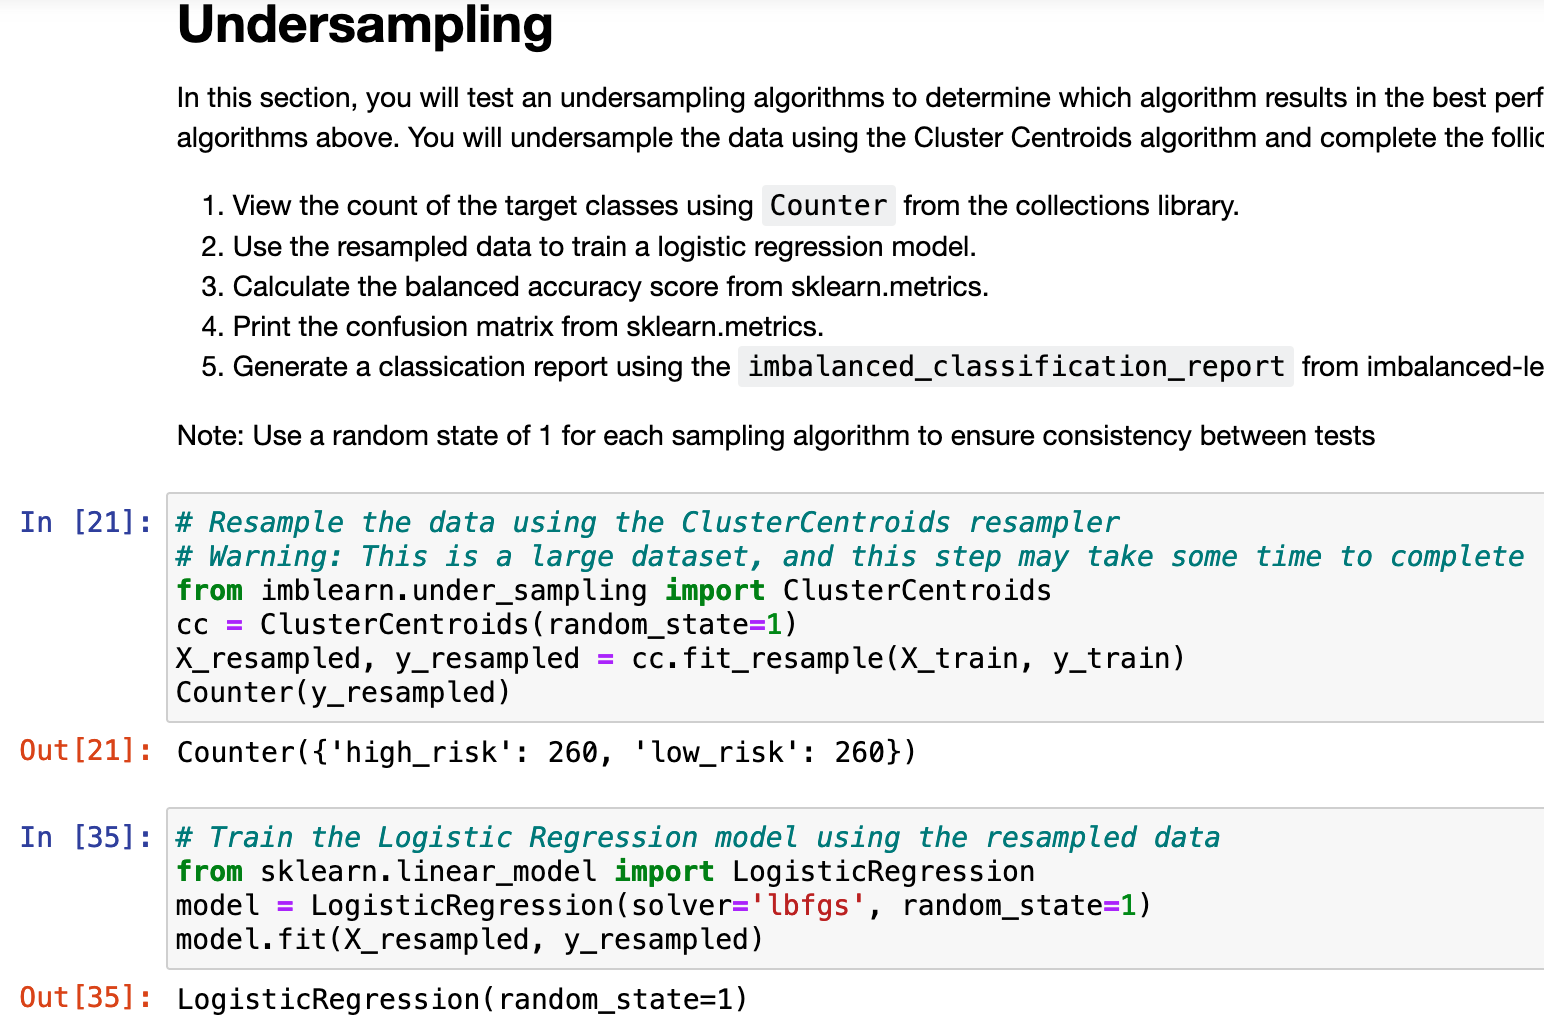 Undersampling
In this section, you will test an undersampling algorithms to determine which algorithm results in the best perf
algorithms above. You will undersample the data using the Cluster Centroids algorithm and complete the follo
1. View the count of the target classes using Counter from the collections library.
2. Use the resampled data to train a logistic regression model.
3. Calculate the balanced accuracy score from sklearn.metrics.
4. Print the confusion matrix from sklearn.metrics.
5. Generate a classication report using the imbalanced_classification_report from imbalanced-le
Note: Use a random state of 1 for each sampling algorithm to ensure consistency between tests
In [21]: # Resample the data using the ClusterCentroids resampler
# Warning: This is a large dataset, and this step may take some time to complete
from imblearn.under_sampling import ClusterCentroids
cc = ClusterCentroids(random_state=1)
X_resampled, y_resampled = cc.fit_resample(X_train, y_train)
Counter(y_resampled)
Out[21]: Counter({'high_risk': 260, 'low_risk': 260})
In [35]: # Train the Logistic Regression model using the resampled data
from sklearn.linear_model import LogisticRegression
model = LogisticRegression(solver='lbfgs', random_state=1)
model.fit(X_resampled, y_resampled)
Out[35]: LogisticRegression(random_state=1)